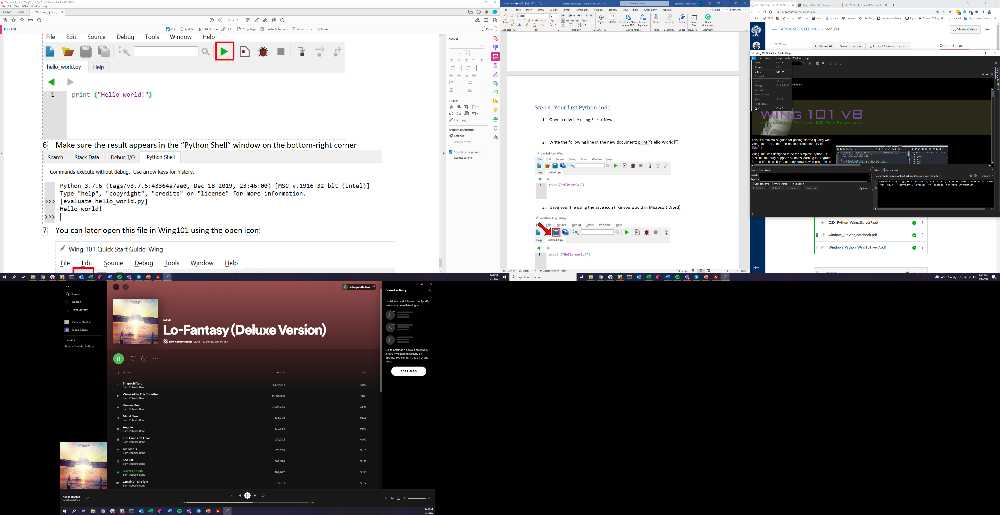 Windows_Python_Wing101_ver7.pdf - Adobe Acrobat Pro DC (32-bit)
File Edit View E-Sign Window Help
Home Tools Windows_Python_... ×
12 / 12
Edit PDF
Edit Add Text Add Image Link Crop Pages Header & Footer Watermark More
Close
File Edit Source Debug Tools Window Help
hello_world.py Help
1 print ("Hello world!")
6 Make sure the result appears in the “Python Shell” window on the bottom-right corner
Search Stack Data Debug I/O Python Shell
Commands execute without debug. Use arrow keys for history.
Python 3.7.6 (tags/v3.7.6:43364a7ae0, Dec 18 2019, 23:46:00) [MSC v.1916 32 bit (Intel)]
Type "help", "copyright", "credits" or "license" for more information.
>>> [evaluate hello_world.py]
Hello world!
>>>
7 You can later open this file in Wing101 using the open icon
Wing 101 Quick Start Guide: Wing
File Edit Source Debug Tools Window Help
FORMAT
OBJECTS
Edit Using...
SCANNED DOCUMENTS
Settings
Recognize text
Show bounding boxes
Restrict editing
8:43 PM
1/5/2022
AutoSave Off
Installation Guide - Python and Win...
Search (Alt+Q)
Sebastian Goodfellow SG
File Home Insert Draw Design Layout References Mailings Review View Help Grammarly Acrobat
Share Comments
Calibri 12
Paste
Styles Editing Create and Share Adobe PDF Request Signatures Dictate Sensitivity Editor Reuse Files Open Grammarly
Clipboard Font Paragraph Styles Adobe Acrobat Voice Sensitivity Editor Reuse Files Grammarly
Step 4: Your first Python code
1. Open a new file using File -> New
2. Write the following line in the new document: print(“Hello World!”)
untitled-1.py: Wing
File Edit Source Debug Tools Window Help
Help untitled-1.py
1 print ("Hello world!")
3. Save your file using the save icon (like you would in Microsoft Word).
untitled-1.py: Wing
Edit Source Debug Tools Window Help
Help untitled-1.py
1 print ("Hello world!")
Page 12 of 14 604 words Accessibility: Investigate
Focus 150%
Type here to search
APS106H1 S LEC0101 20221:Fun
Wing Python IDE - Designed for
What path to install Python 3.6
q.utoronto.ca/courses/246667
Apps NGD density count carou dynamic dynamic TRVLR.org Bootswatch: Cosmo login Sinatra: Writing Ext... Untitled Physiological Data...
APS106H1 S LEC0101 > Modules
Student View
2022 Winter
Collapse All View Progress Export Course Content
Course Status
Wing 101 Quick Start Guide: Wing
File Edit Source Debug Tools Window Help
New Ctrl+N
Open... Ctrl+O
Close Ctrl+W
Close All
Save Ctrl+S
Save As... Ctrl+Shift+S
Save All
Revert to Disk
Print... Ctrl+P
Page Setup...
Quit Ctrl+Q
art Guide
Call Stack
Exceptions
Wing 101 v8
A Simplified Python IDE For Beginners
This is a minimalist guide for getting started quickly with
Wing 101. For a more in-depth introduction, try the
Tutorial.
Wing 101 was designed to be the simplest Python IDE
possible that fully supports students learning to program
for the first time. If you already know how to program, or
Search Stack Data
Search:
Replace:
Case sensitive Whole words In Selection
Previous Next Replace Replace All
Options
Debug I/O Python Shell
Commands execute without debug. Use arrow keys for history.
Options
Python 3.8.10 (tags/v3.8.10:3d8993a, May 3 2021, 11:48:03) [MSC v.1928 64 bit (AMD
Type "help", "copyright", "credits" or "license" for more information.
>>>
OSX_Python_Wing101_ver7.pdf
windows_jupyter_notebook.pdf
Windows_Python_Wing101_ver7.pdf
Tutorials
-2°C Cloudy
8:43 PM
1/5/2022
Home
Search
Your Library
Create Playlist
Liked Songs
Hanukka
Sloan - Only the B-Sides
sebi.goodfellow
ALBUM
Lo-Fantasy (Deluxe Version)
Sam Roberts Band • 2013 • 19 songs, 1 hr 34 min
# TITLE PLAYS
1 Shapeshifters 1,666,711 4:27
Sam Roberts Band
2 We're All In This Together 2,208,515 4:59
Sam Roberts Band
3 Human Heat 1,224,373 3:43
Sam Roberts Band
4 Metal Skin 433,705 5:18
Sam Roberts Band
5 Angola 179,534 5:05
Sam Roberts Band
6 The Hands Of Love 125,002 4:02
Sam Roberts Band
7 Kid Icarus 175,798 3:15
Sam Roberts Band
8 Too Far 382,578 3:52
Sam Roberts Band
Never Enough 199,827 3:58
Sam Roberts Band
10 Chasing The Light 135,311 5:12
Sam Roberts Band
Friend activity
Let friends and followers on Spotify
see what you're listening to.
Go to Settings > Social and enable
'Share my listening activity on
Spotify.' You can turn this off at any
time.
SETTINGS
Never Enough
Sam Roberts Band
2:09 3:58
8:43 PM
1/5/2022